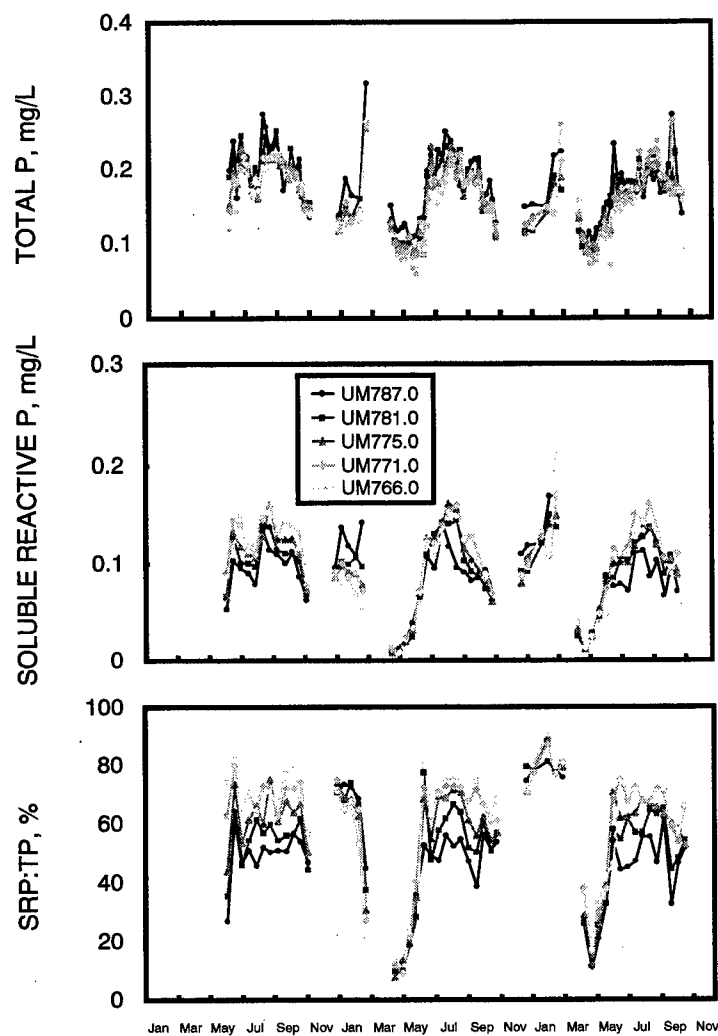 TOTAL P, mg/L
0.4
0.3
0.2
0.1
0
SOLUBLE REACTIVE P, mg/L
0.3
0.2
0.1
0
UM787.0
UM781.0
UM775.0
UM771.0
UM766.0
SRP:TP, %
100
80
60
40
20
0
Jan Mar May Jul Sep Nov Jan Mar May Jul Sep Nov Jan Mar May Jul Sep Nov